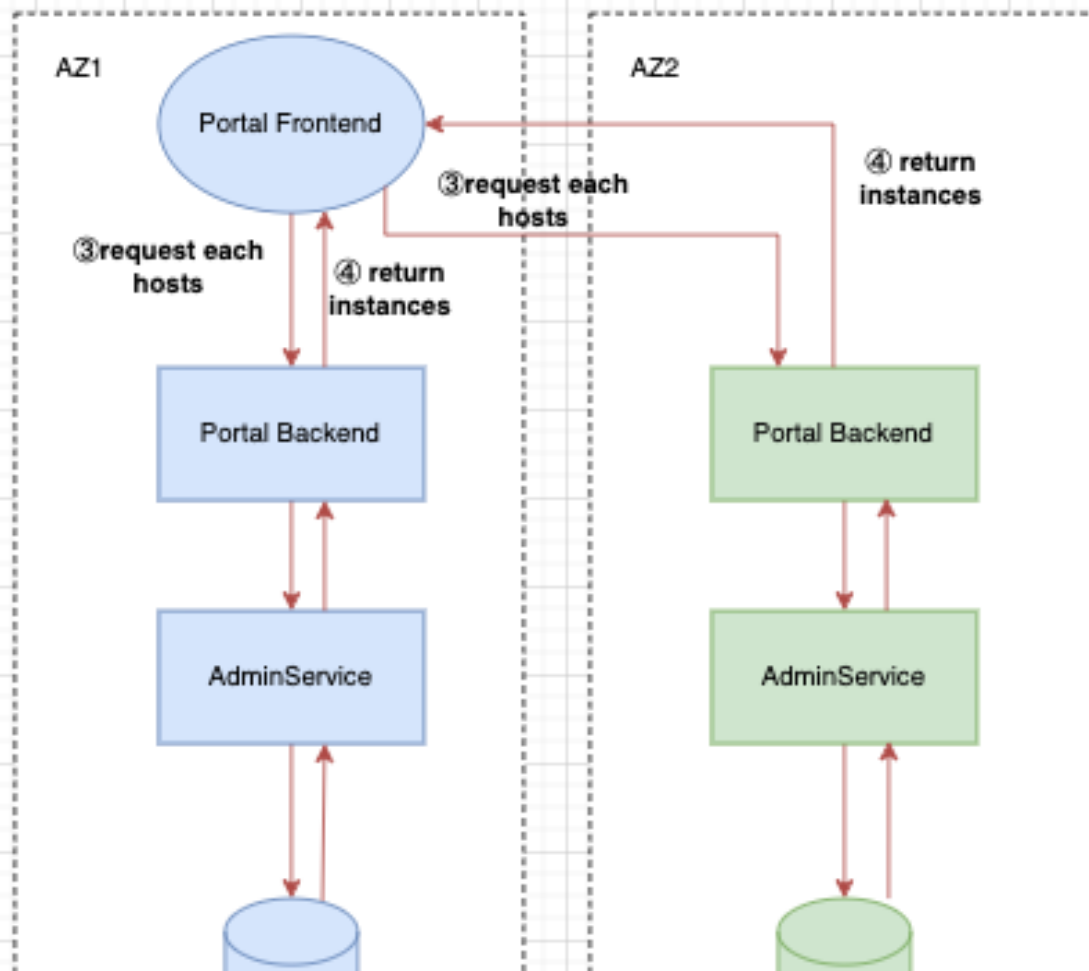 AZ1
AZ2
Portal Frontend
③request each
hosts
④ return
instances
③request each
hosts
④ return
instances
Portal Backend
Portal Backend
AdminService
AdminService